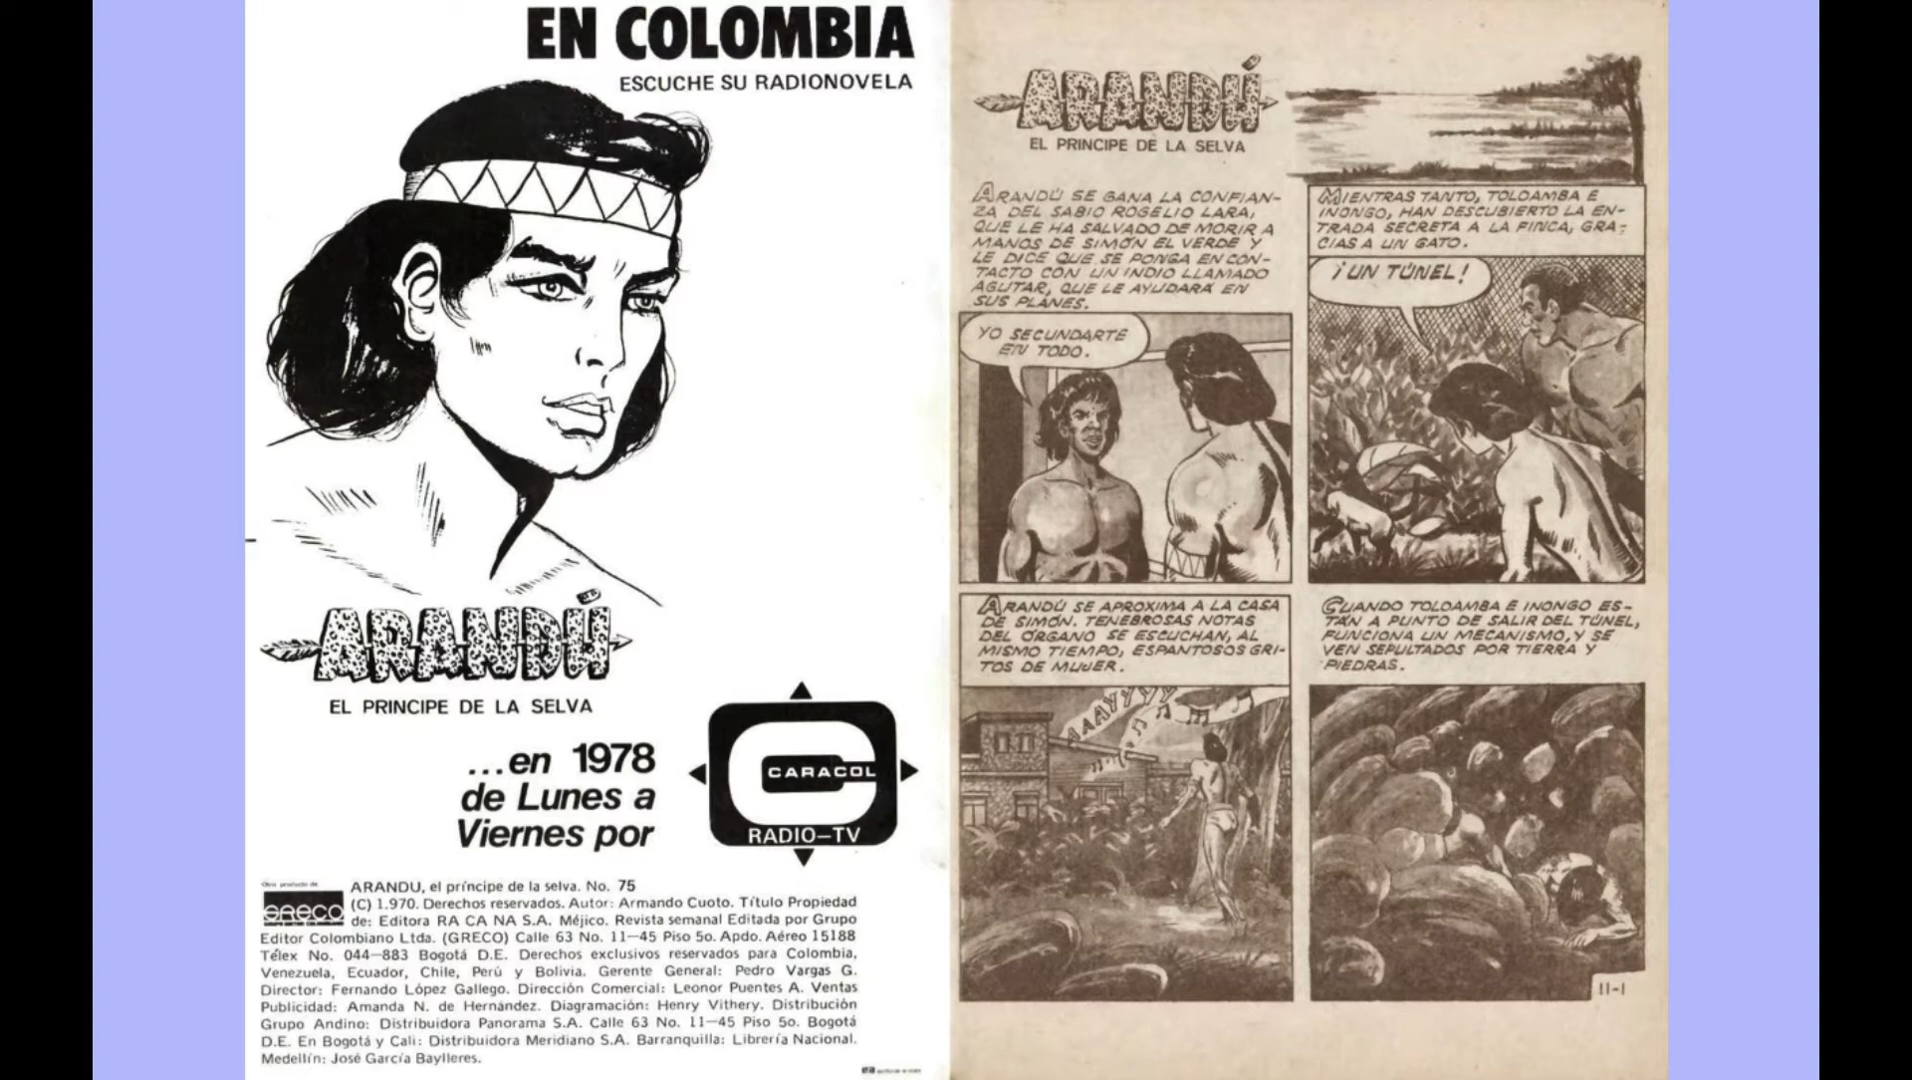 EN COLOMBIA
ESCUCHE SU RADIONOVELA
ARANDÚ
EL PRINCIPE DE LA SELVA
...en 1978
de Lunes a
Viernes por
CARACOL
RADIO-TV
Otro producto de
GRECO
ARANDU, el príncipe de la selva. No. 75
(C) 1.970. Derechos reservados. Autor: Armando Cuoto. Título Propiedad
de: Editora RA CA NA S.A. Méjico. Revista semanal Editada por Grupo
Editor Colombiano Ltda. (GRECO) Calle 63 No. 11-45 Piso 5o. Apdo. Aéreo 15188
Télex No. 044-883 Bogotá D.E. Derechos exclusivos reservados para Colombia,
Venezuela, Ecuador, Chile, Perú y Bolivia. Gerente General: Pedro Vargas G.
Director: Fernando López Gallego. Dirección Comercial: Leonor Puentes A. Ventas
Publicidad: Amanda N. de Hernández. Diagramación: Henry Vithery. Distribución
Grupo Andino: Distribuidora Panorama S.A. Calle 63 No. 11-45 Piso 5o. Bogotá
D.E. En Bogotá y Cali: Distribuidora Meridiano S.A. Barranquilla: Librería Nacional.
Medellín: José García Baylleres.
ARANDÚ
EL PRINCIPE DE LA SELVA
ARANDÚ SE GANA LA CONFIAN-
ZA DEL SABIO ROGELIO LARA,
QUE LE HA SALVADO DE MORIR A
MANOS DE SIMÓN EL VERDE Y
LE DICE QUE SE PONGA EN CON-
TACTO CON UN INDIO LLAMADO
AGUTAR, QUE LE AYUDARÁ EN
SUS PLANES.
YO SECUNDARTE
EN TODO.
MIENTRAS TANTO, TOLOAMBA E
INONGO, HAN DESCUBIERTO LA EN-
TRADA SECRETA A LA FINCA, GRA-
CIAS A UN GATO.
¡UN TÚNEL!
ARANDÚ SE APROXIMA A LA CASA
DE SIMÓN. TENEBROSAS NOTAS
DEL ÓRGANO SE ESCUCHAN, AL
MISMO TIEMPO, ESPANTOSOS GRI-
TOS DE MUJER.
AAAYYYYY
CUANDO TOLOAMBA E INONGO ES-
TÁN A PUNTO DE SALIR DEL TÚNEL,
FUNCIONA UN MECANISMO, Y SE
VEN SEPULTADOS POR TIERRA Y
PIEDRAS.
11-1